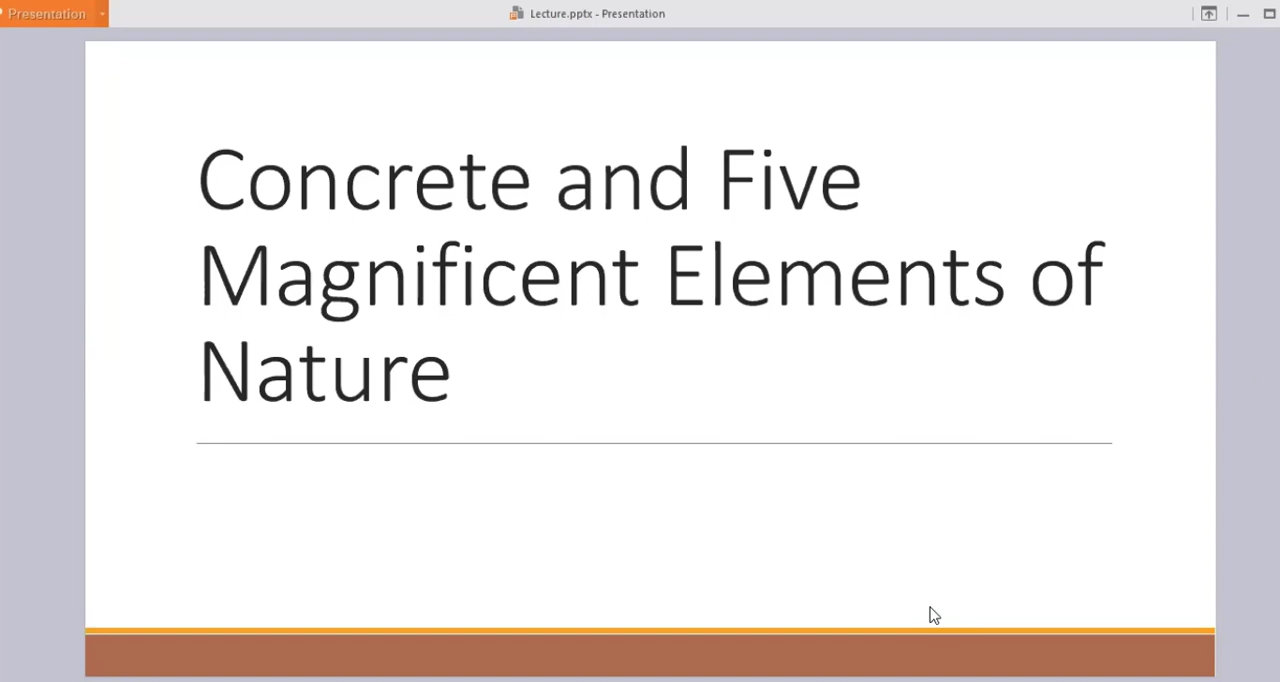 Presentation
Lecture.pptx - Presentation
Concrete and Five
Magnificent Elements of
Nature